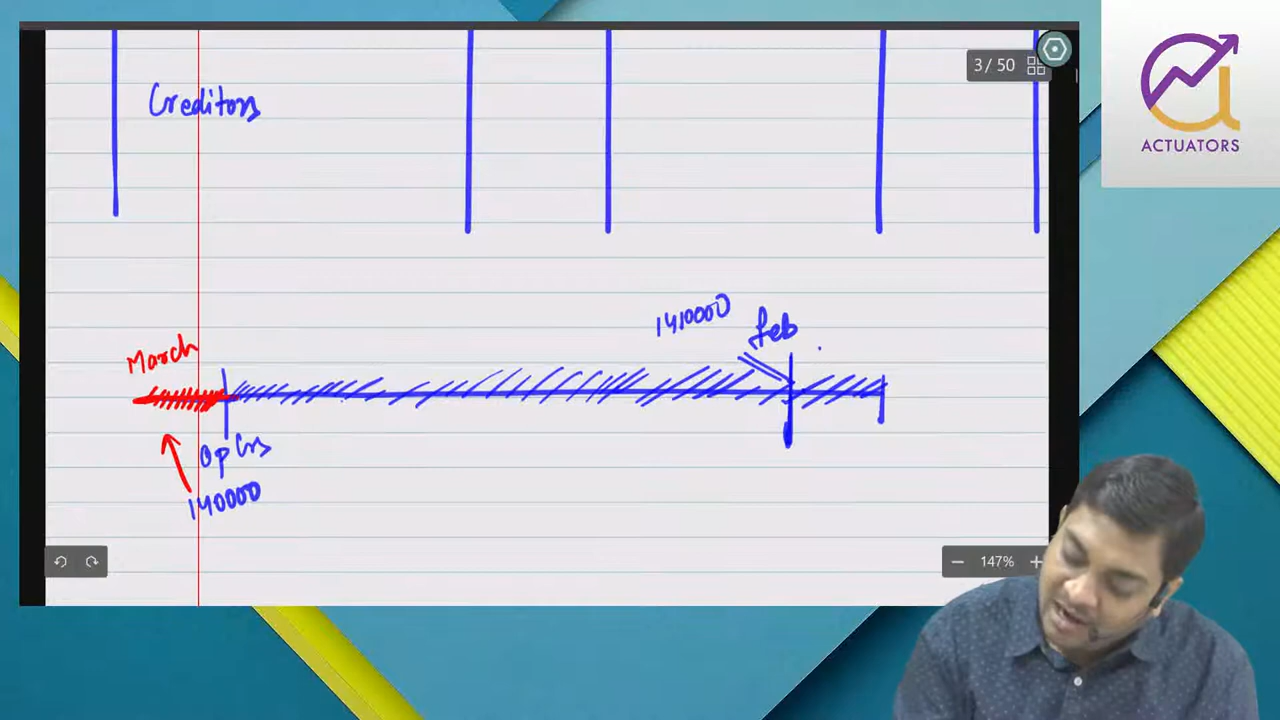 3 / 50
ACTUATORS
Creditors
1410000
feb
March
Op Crs
140000
147%